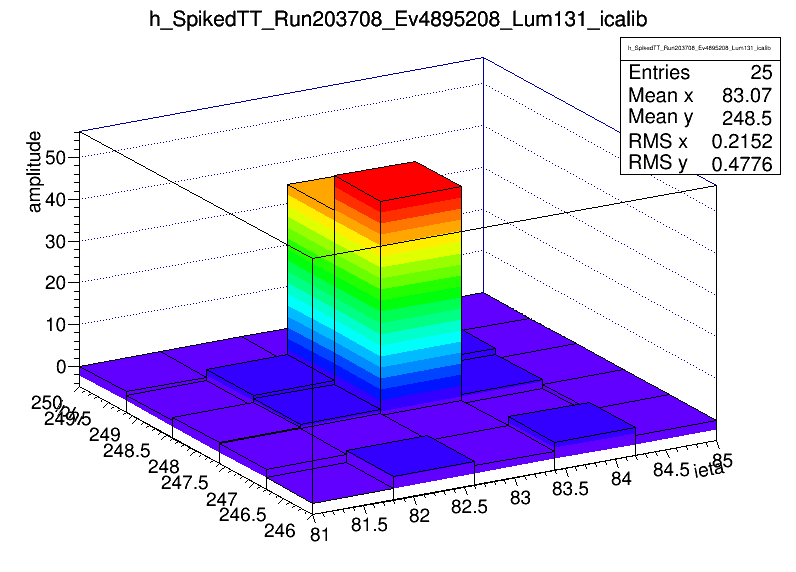 h_SpikedTT_Run203708_Ev4895208_Lum131_icalib
h_SpikedTT_Run203708_Ev4895208_Lum131_icalib
Entries 25
Mean x 83.07
Mean y 248.5
RMS x 0.2152
RMS y 0.4776
amplitude
50
40
30
20
10
0
250
249.5
249
248.5
248
247.5
247
246.5
246
81
81.5
82
82.5
83
83.5
84
84.5
85
ieta